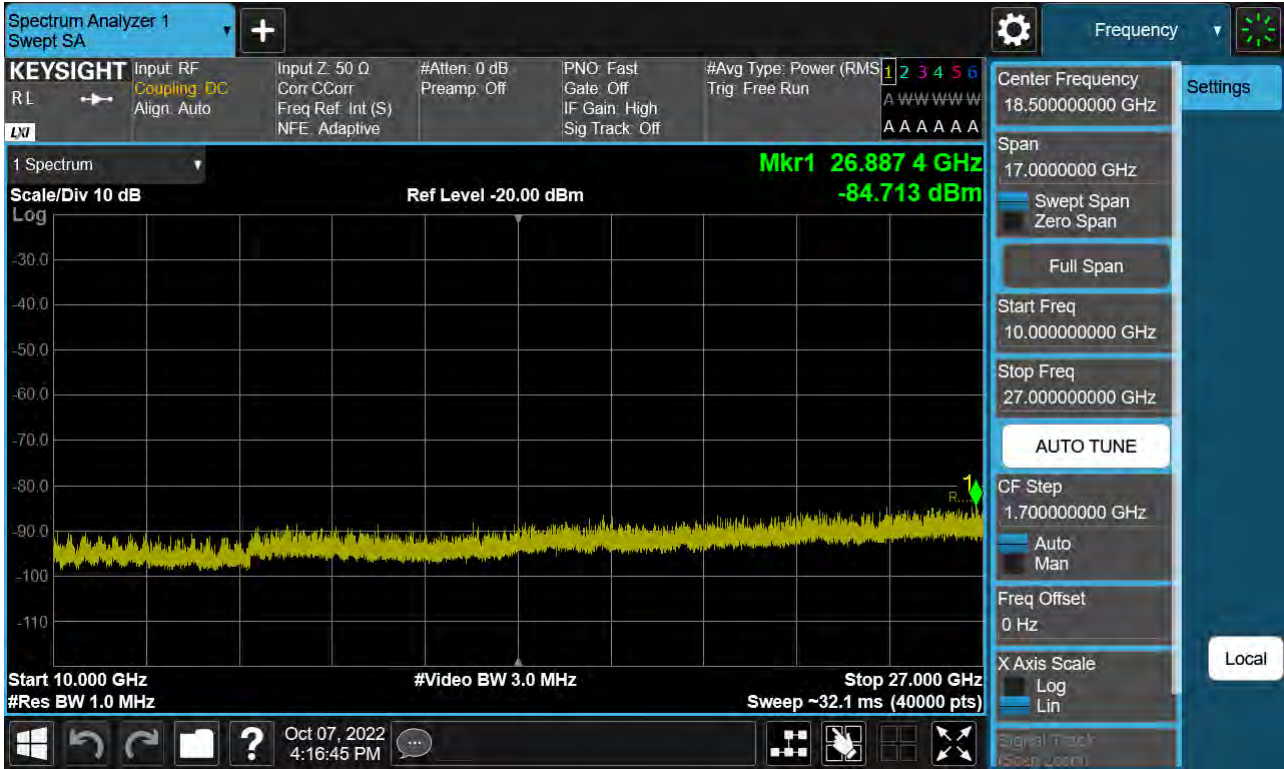 Spectrum Analyzer 1
Swept SA
+
Frequency
KEYSIGHT
RL
LXI
Input: RF
Coupling: DC
Align: Auto
Input Z: 50 Ω
Corr CCorr
Freq Ref: Int (S)
NFE: Adaptive
#Atten: 0 dB
Preamp: Off
PNO: Fast
Gate: Off
IF Gain: High
Sig Track: Off
#Avg Type: Power (RMS
Trig: Free Run
1 2 3 4 5 6
A W W W W W
A A A A A A
1 Spectrum
Scale/Div 10 dB
Log
Ref Level -20.00 dBm
Mkr1 26.887 4 GHz
-84.713 dBm
-30.0
-40.0
-50.0
-60.0
-70.0
-80.0
-90.0
-100
-110
1
R....
Start 10.000 GHz
#Res BW 1.0 MHz
#Video BW 3.0 MHz
Stop 27.000 GHz
Sweep ~32.1 ms (40000 pts)
Center Frequency
18.500000000 GHz
Span
17.0000000 GHz
Swept Span
Zero Span
Full Span
Start Freq
10.000000000 GHz
Stop Freq
27.000000000 GHz
AUTO TUNE
CF Step
1.700000000 GHz
Auto
Man
Freq Offset
0 Hz
X Axis Scale
Log
Lin
Signal Track
(Span Zoom)
Settings
Local
?
Oct 07, 2022
4:16:45 PM